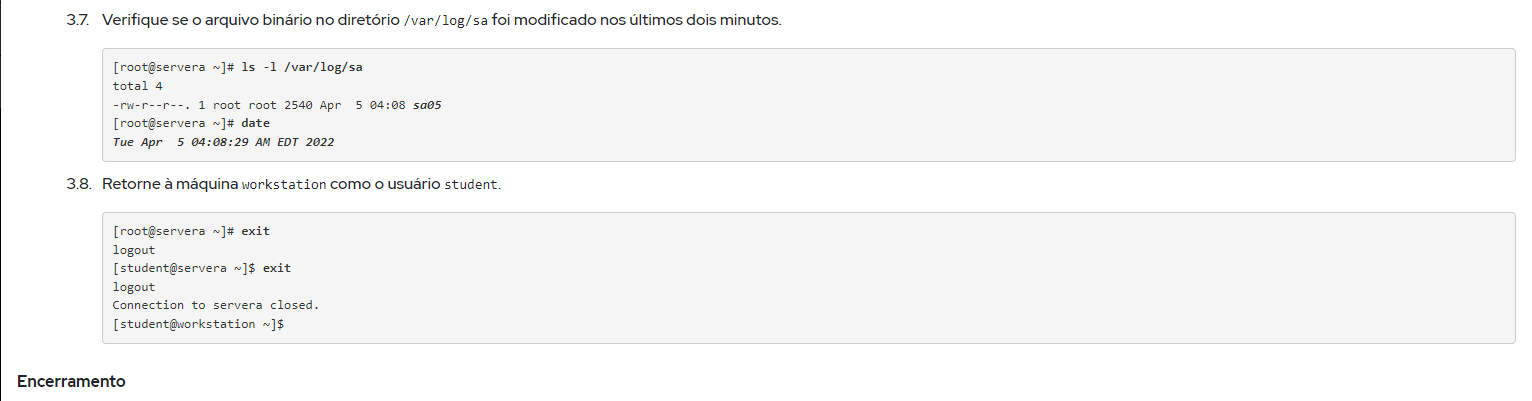 3.7. Verifique se o arquivo binário no diretório /var/log/sa foi modificado nos últimos dois minutos.
[root@servera ~]# ls -l /var/log/sa
total 4
-rw-r--r--. 1 root root 2540 Apr  5 04:08 sa05
[root@servera ~]# date
Tue Apr  5 04:08:29 AM EDT 2022
3.8. Retorne à máquina workstation como o usuário student.
[root@servera ~]# exit
logout
[student@servera ~]$ exit
logout
Connection to servera closed.
[student@workstation ~]$
Encerramento